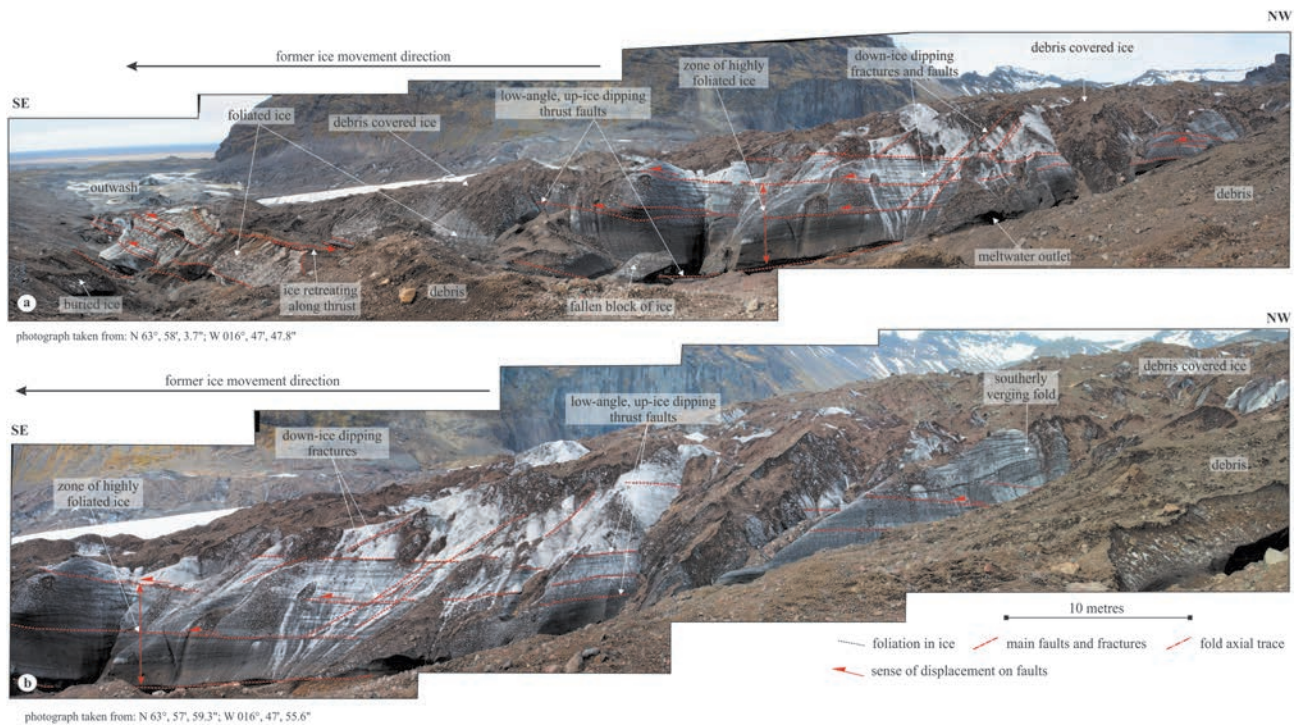 NW
former ice movement direction
SE
foliated ice
debris covered ice
low-angle, up-ice dipping
thrust faults
zone of highly
foliated ice
down-ice dipping
fractures and faults
debris covered ice
outwash
debris
buried ice
ice retreating
along thrust
debris
fallen block of ice
meltwater outlet
a
photograph taken from: N 63°, 58', 3.7"; W 016°, 47', 47.8"
NW
former ice movement direction
SE
zone of highly
foliated ice
down-ice dipping
fractures
low-angle, up-ice dipping
thrust faults
southerly
verging fold
debris covered ice
debris
10 metres
foliation in ice
main faults and fractures
fold axial trace
sense of displacement on faults
b
photograph taken from: N 63°, 57', 59.3"; W 016°, 47', 55.6"